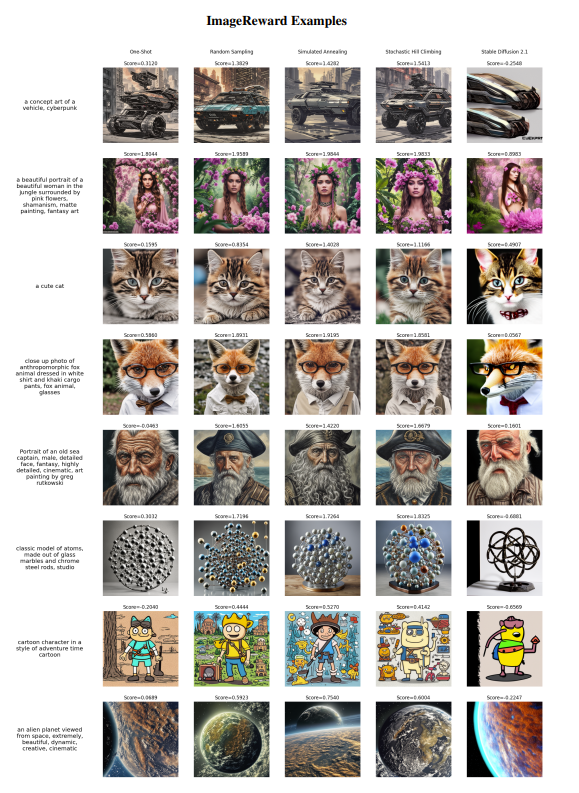 ImageReward Examples
One-Shot Random Sampling Simulated Annealing Stochastic Hill Climbing Stable Diffusion 2.1
Score=0.3120 Score=1.3829 Score=1.4282 Score=1.5413 Score=-0.2548
a concept art of a
vehicle, cyberpunk
Score=1.8044 Score=1.9589 Score=1.9844 Score=1.9833 Score=0.8983
a beautiful portrait of a
beautiful woman in the
jungle surrounded by
pink flowers,
shamanism, matte
painting, fantasy art
Score=0.1595 Score=0.8354 Score=1.4028 Score=1.1166 Score=0.4907
a cute cat
Score=0.5860 Score=1.8931 Score=1.9195 Score=1.8561 Score=0.0567
close up photo of
anthropomorphic fox
animal dressed in white
shirt and khaki cargo
pants, fox animal,
glasses
Score=-0.0463 Score=1.6055 Score=1.4220 Score=1.6679 Score=0.1601
Portrait of an old sea
captain, male, detailed
face, fantasy, highly
detailed, cinematic, art
painting by greg
rutkowski
Score=0.3032 Score=1.7196 Score=1.7264 Score=1.8325 Score=-0.6881
classic model of atoms,
made out of glass
marbles and chrome
steel rods, studio
Score=-0.2040 Score=0.4444 Score=0.5270 Score=0.4142 Score=-0.6569
cartoon character in a
style of adventure time
cartoon
Score=0.0689 Score=0.5923 Score=0.7540 Score=0.6004 Score=-0.2247
an alien planet viewed
from space, extremely,
beautiful, dynamic,
creative, cinematic